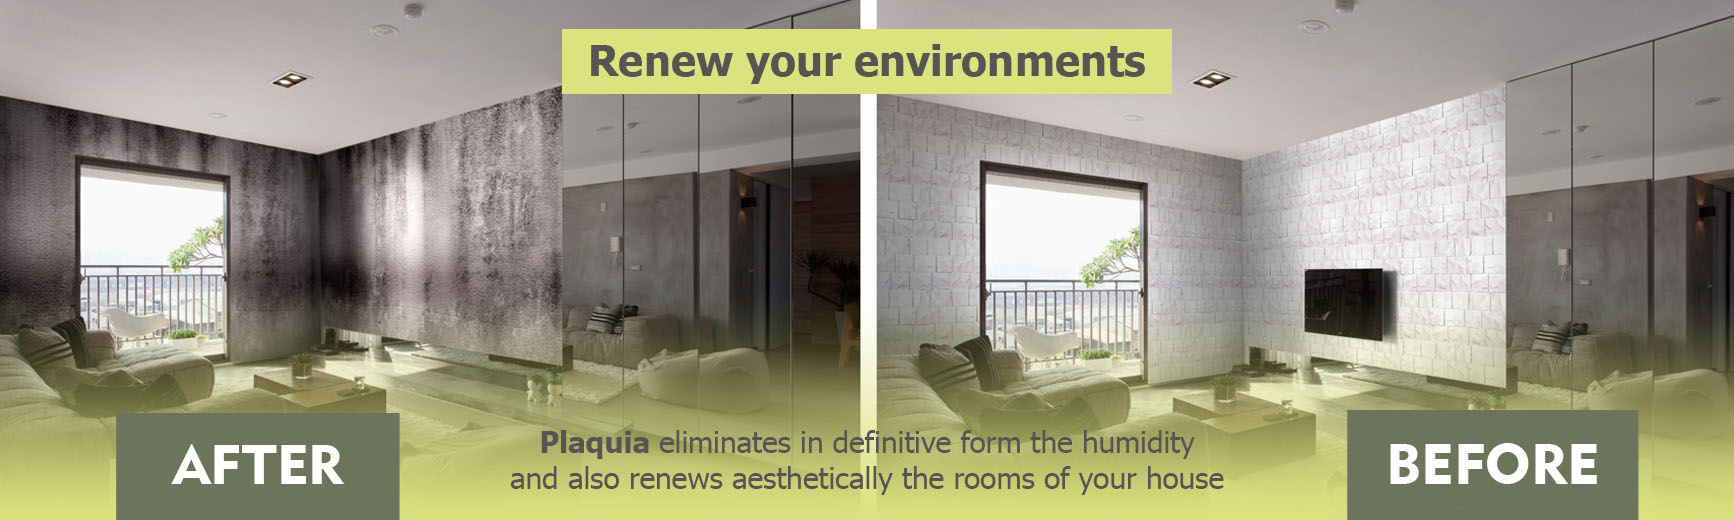 Renew your environments
AFTER
Plaquia eliminates in definitive form the humidity
and also renews aesthetically the rooms of your house
BEFORE